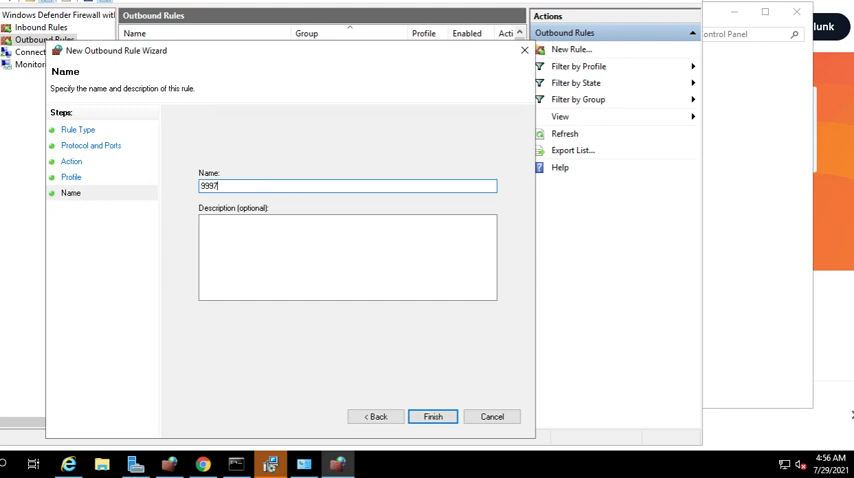 Windows Defender Firewall wit
Outbound Rules
Actions
Inbound Rules
Name
Group
Profile
Enabled
Acti
Outbound Rules
Outbound Rules
ontrol Panel
lunk
Connect
New Outbound Rule Wizard
New Rule...
Monitor
Filter by Profile
Name
Filter by State
Specify the name and description of this rule.
Filter by Group
Steps:
View
Rule Type
Refresh
Protocol and Ports
Export List...
Action
Help
Profile
Name:
Name
9997
Description (optional):
< Back
Finish
Cancel
4:56 AM
7/29/2021